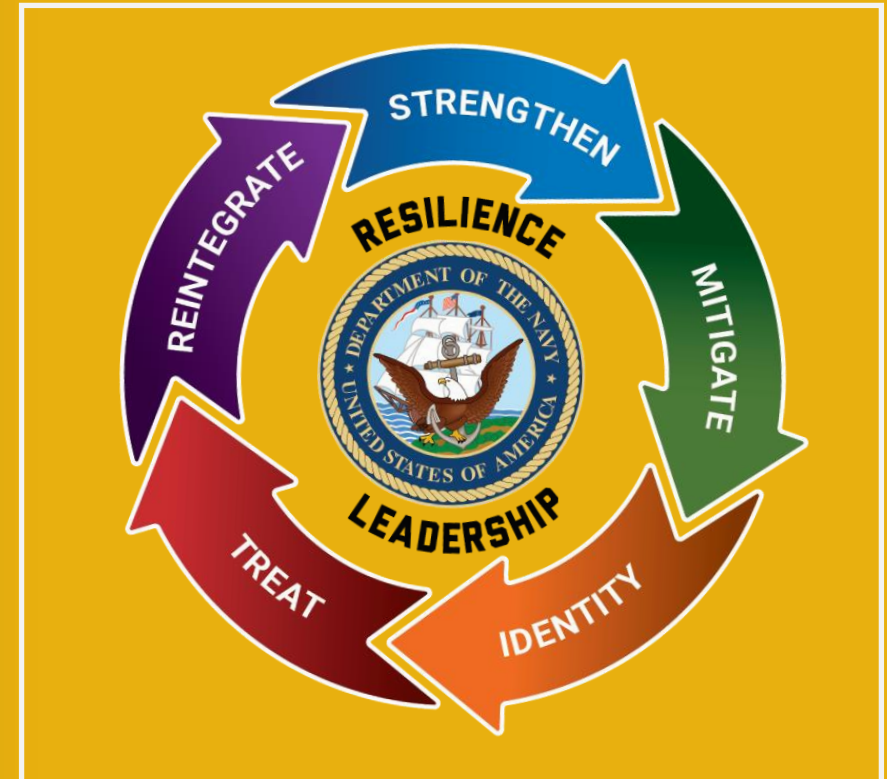 STRENGTHEN
MITIGATE
IDENTITY
TREAT
REINTEGRATE
RESILIENCE
DEPARTMENT OF THE NAVY
UNITED STATES OF AMERICA
LEADERSHIP